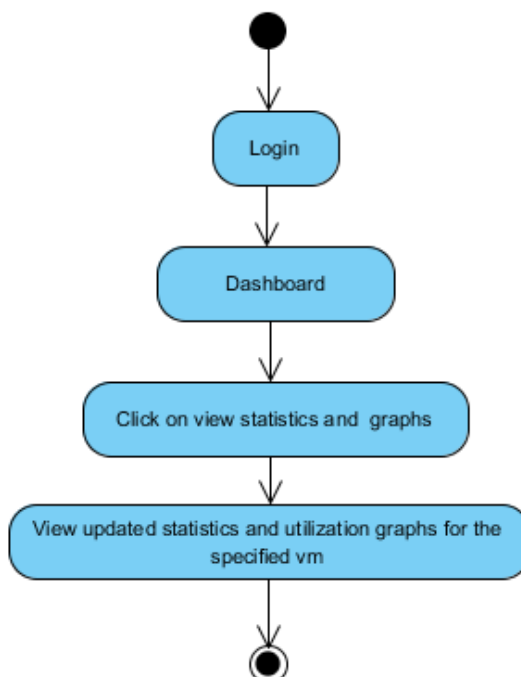 Login
Dashboard
Click on view statistics and graphs
View updated statistics and utilization graphs for the
specified vm